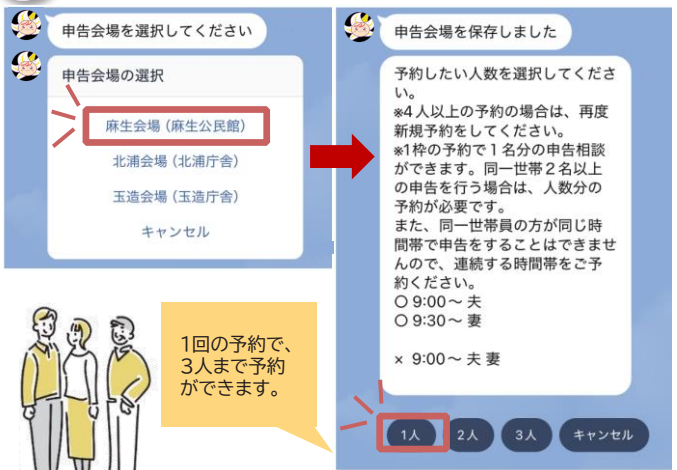 申告会場を選択してください
申告会場の選択
麻生会場（麻生公民館）
北浦会場（北浦庁舎）
玉造会場（玉造庁舎）
キャンセル
申告会場を保存しました
予約したい人数を選択してくださ
い。
※4人以上の予約の場合は、再度
新規予約をしてください。
※1枠の予約で１名分の申告相談
ができます。同一世帯２名以上
の申告を行う場合は、人数分の
予約が必要です。
また、同一世帯員の方が同じ時
間帯で申告をすることはできませ
んので、連続する時間帯をご予
約ください。
○ 9:00～ 夫
○ 9:30～ 妻
× 9:00～ 夫 妻
1回の予約で、
3人まで予約
ができます。
1人
2人
3人
キャンセル